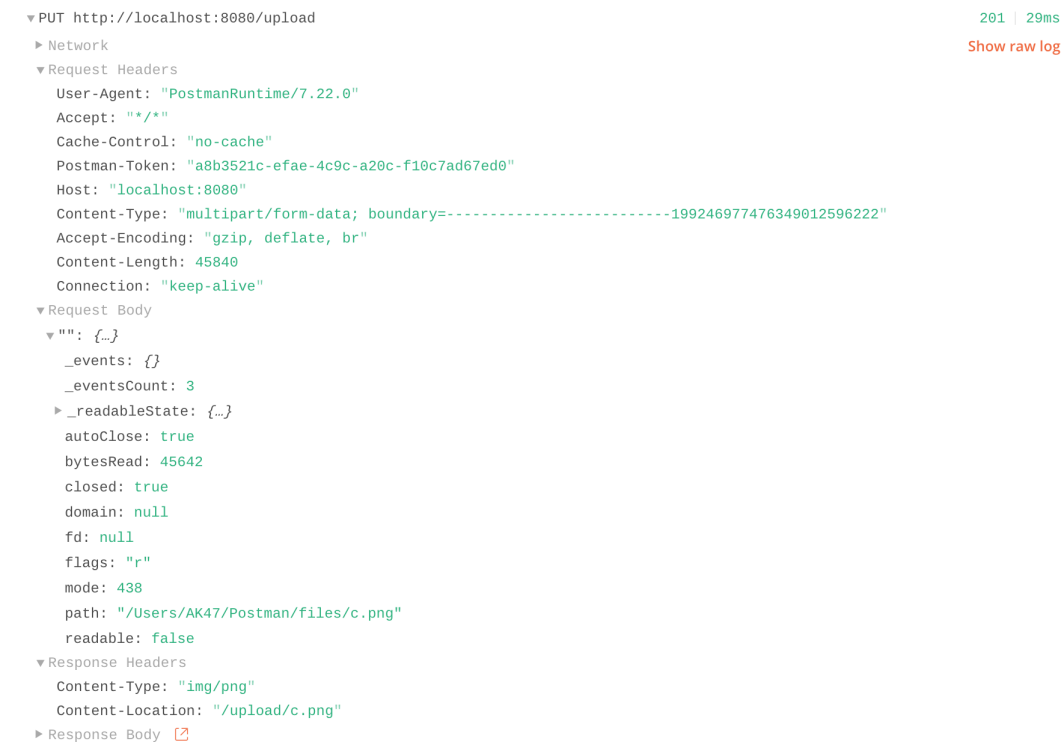 PUT http://localhost:8080/upload 201 29ms
Network Show raw log
Request Headers
User-Agent: "PostmanRuntime/7.22.0"
Accept: "*/*"
Cache-Control: "no-cache"
Postman-Token: "a8b3521c-efae-4c9c-a20c-f10c7ad67ed0"
Host: "localhost:8080"
Content-Type: "multipart/form-data; boundary=--------------------------199246977476349012596222"
Accept-Encoding: "gzip, deflate, br"
Content-Length: 45840
Connection: "keep-alive"
Request Body
"": {…}
_events: {}
_eventsCount: 3
_readableState: {…}
autoClose: true
bytesRead: 45642
closed: true
domain: null
fd: null
flags: "r"
mode: 438
path: "/Users/AK47/Postman/files/c.png"
readable: false
Response Headers
Content-Type: "img/png"
Content-Location: "/upload/c.png"
Response Body